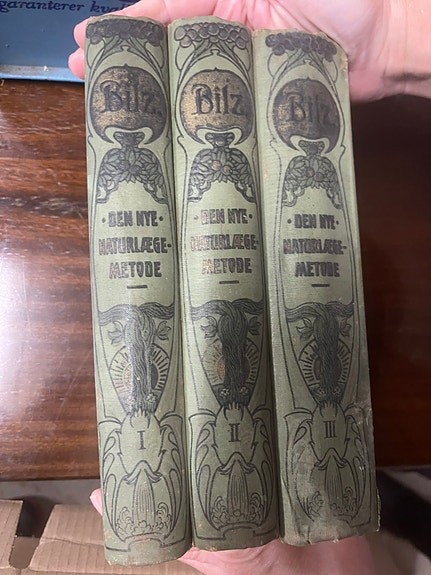 garanterer
Bilz.
DEN NYE
NATURLÆGE-
METODE
I
Bilz
DEN NYE
NATURLÆGE-
METODE
II
Bilz
DEN NYE
NATURLÆGE-
METODE
III